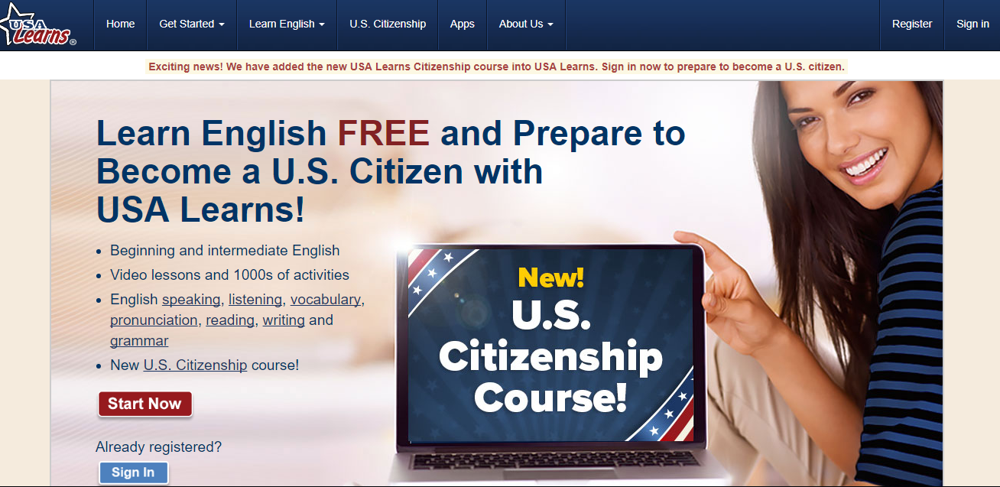 USA
Learns®
Home
Get Started
Learn English
U.S. Citizenship
Apps
About Us
Register
Sign in
Exciting news! We have added the new USA Learns Citizenship course into USA Learns. Sign in now to prepare to become a U.S. citizen.
Learn English FREE and Prepare to
Become a U.S. Citizen with
USA Learns!
• Beginning and intermediate English
• Video lessons and 1000s of activities
• English speaking, listening, vocabulary,
pronunciation, reading, writing and
grammar
• New U.S. Citizenship course!
Start Now
Already registered?
Sign In
New!
U.S.
Citizenship
Course!